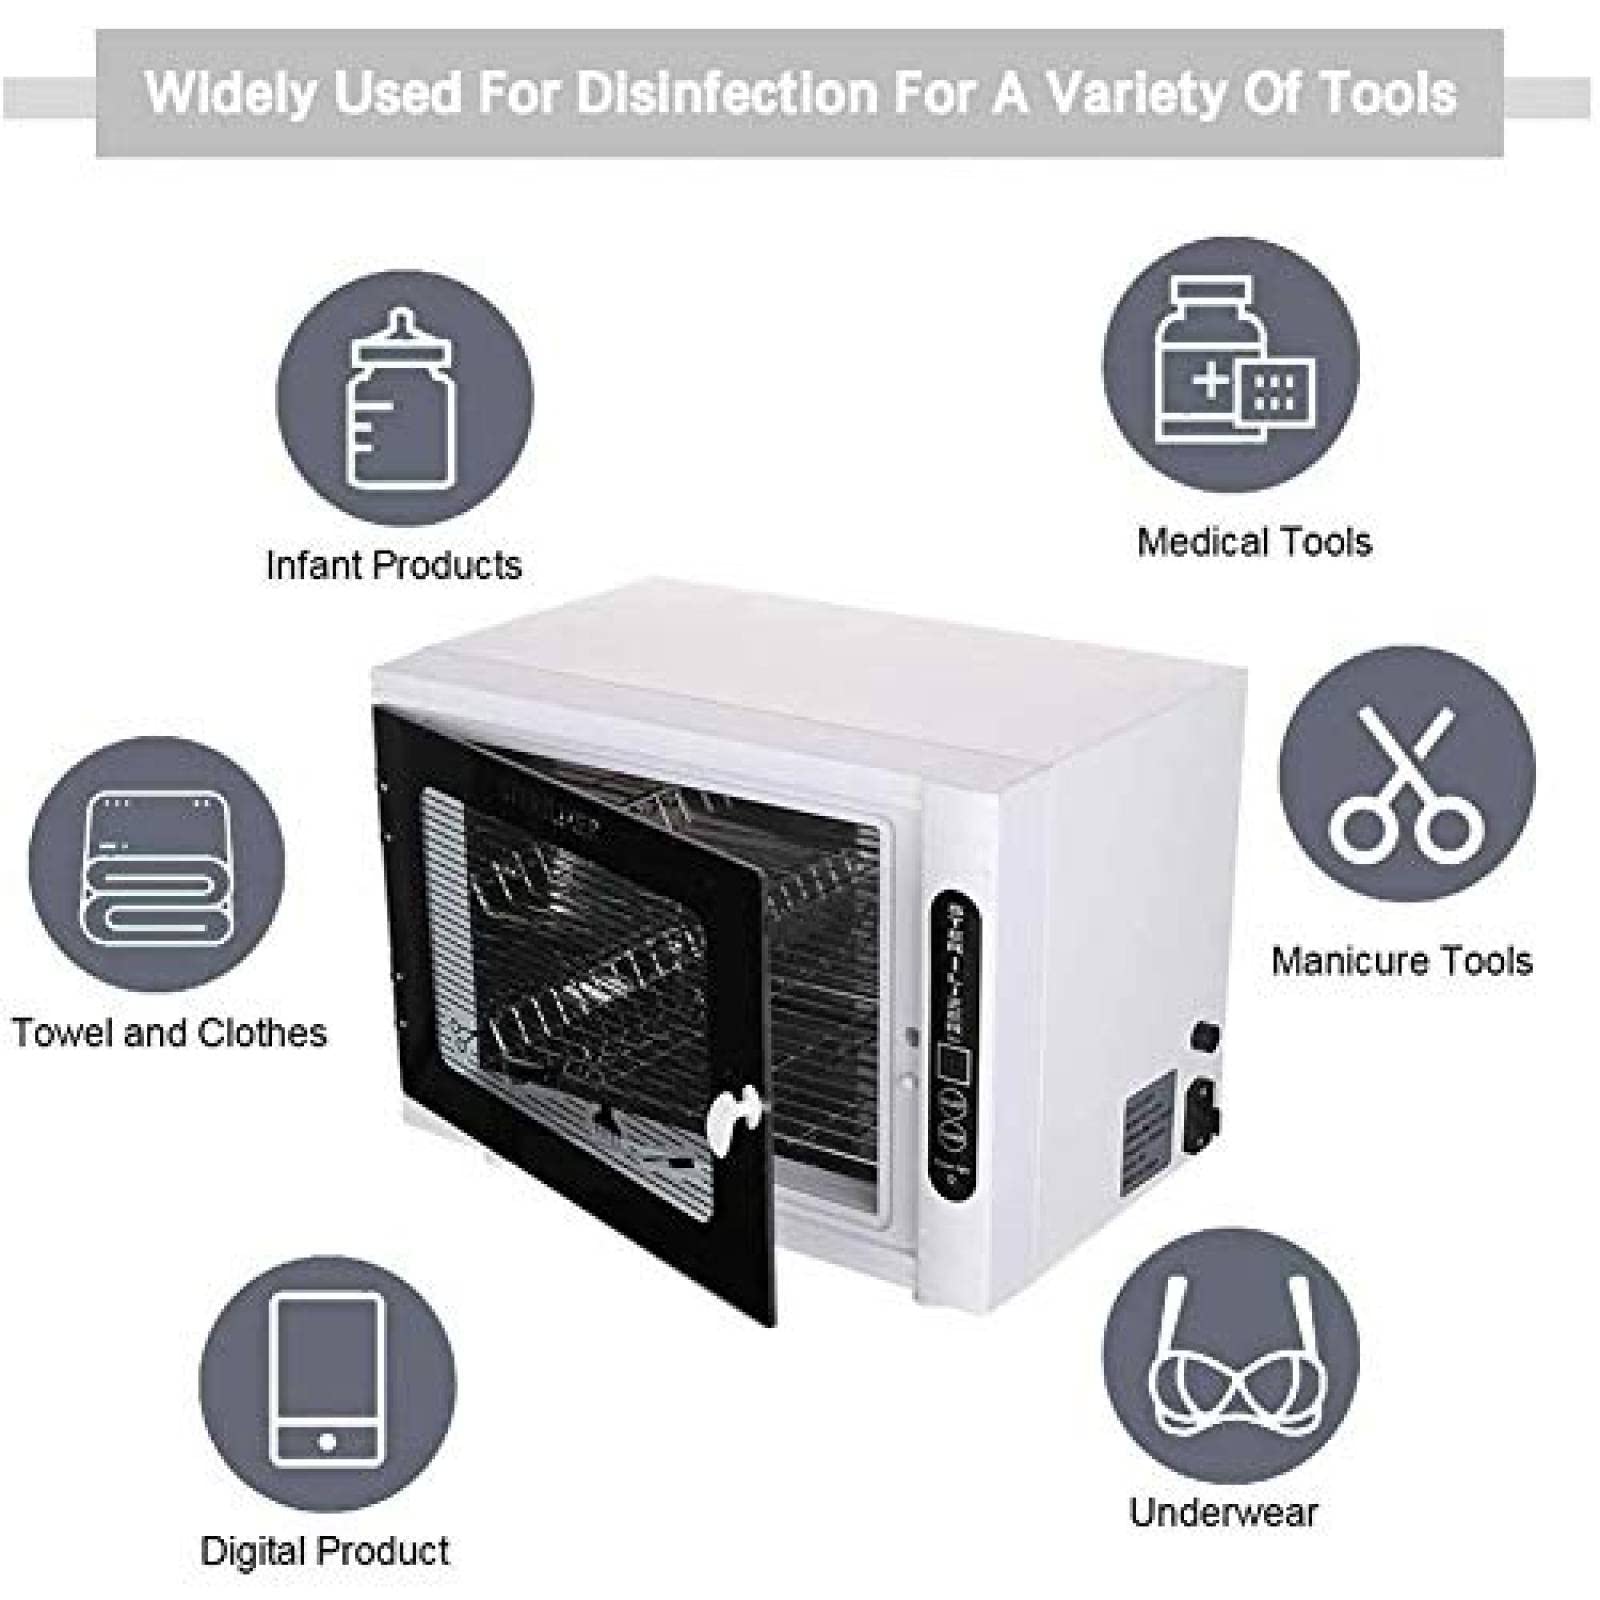 Widely Used For Disinfection For A Variety Of Tools
Infant Products
Medical Tools
Towel and Clothes
Manicure Tools
Digital Product
Underwear